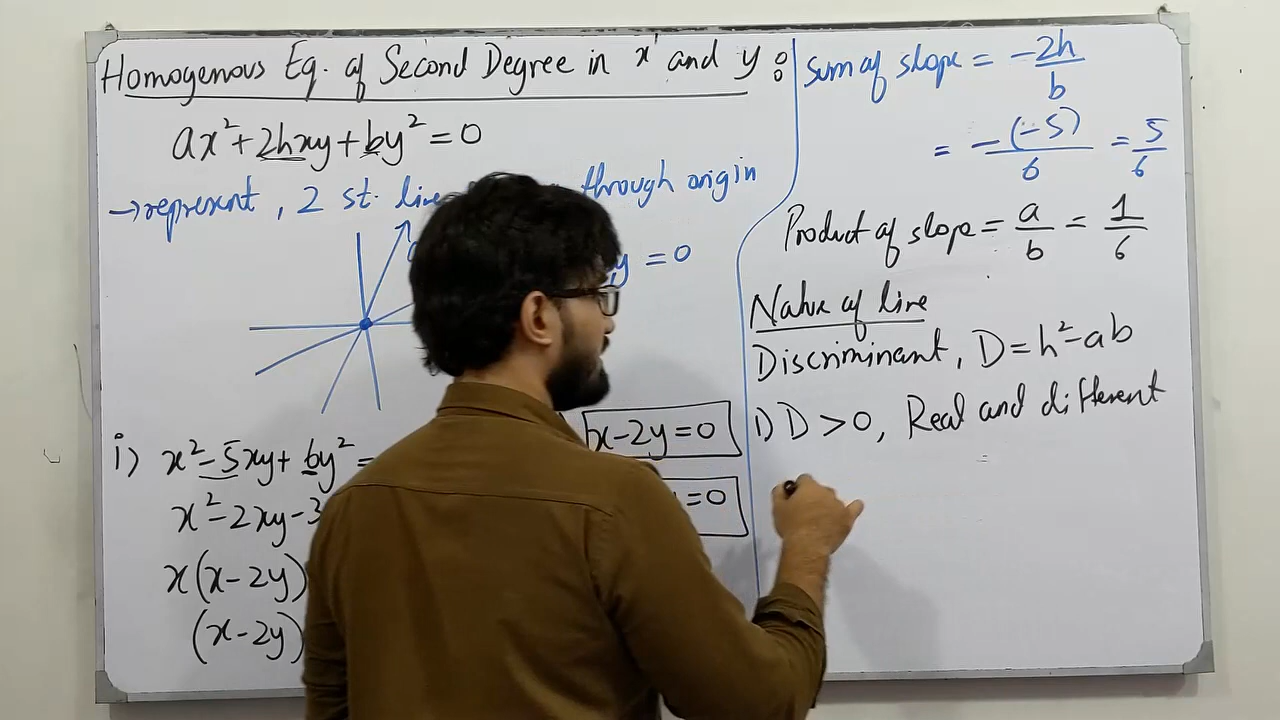 Homogenous Eq. of Second Degree in x and y :
ax² + 2hxy + by² = 0
→ represent, 2 st. line through origin
y = 0
i) x² - 5xy + 6y² =
x² - 2xy - 3
x(x - 2y)
(x - 2y)
x - 2y = 0
y = 0
Sum of slope = -2h/b
= -(-5)/6 = 5/6
Product of slope = a/b = 1/6
Nature of line
Discriminant, D = h² - ab
1) D > 0, Real and different